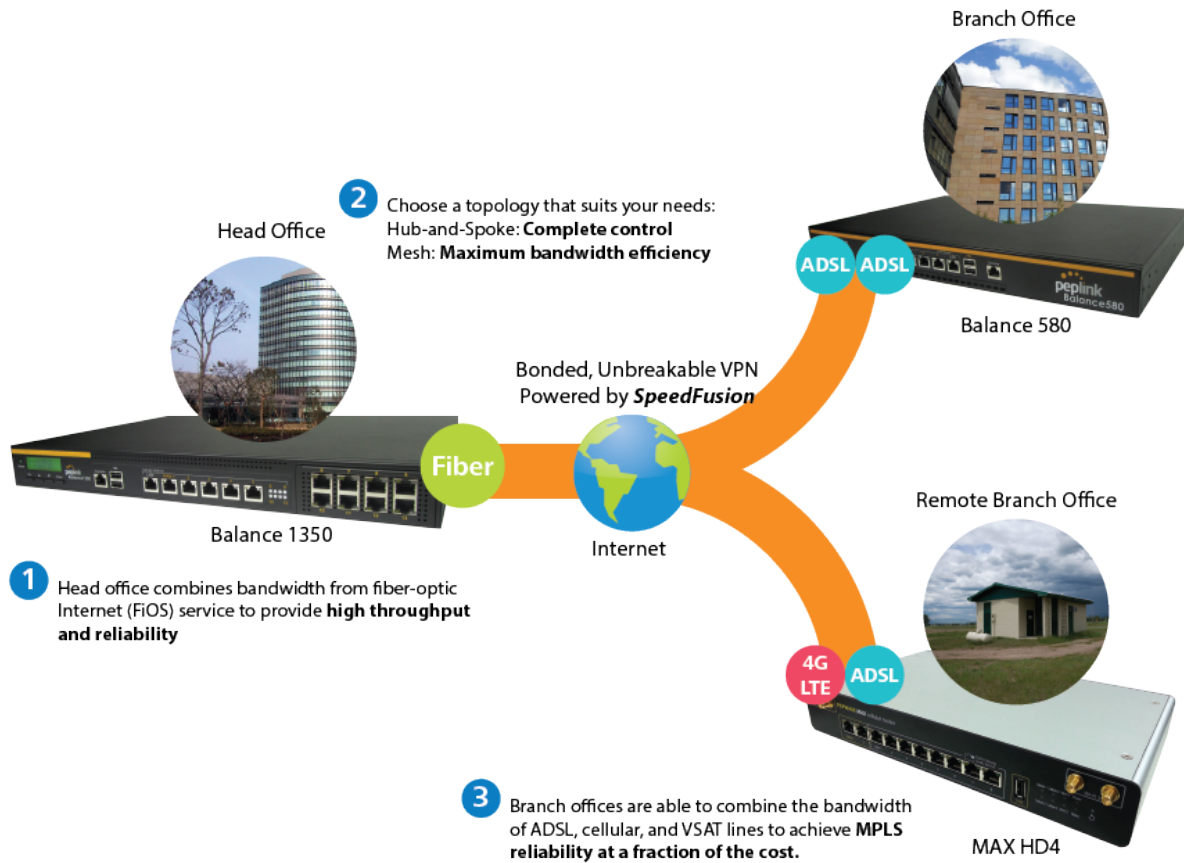 Branch Office
2
Choose a topology that suits your needs:
Hub-and-Spoke: Complete control
Mesh: Maximum bandwidth efficiency
Head Office
ADSL
ADSL
peplink
Balance580
Balance 580
Bonded, Unbreakable VPN
Powered by SpeedFusion
Fiber
peplink
Balance 1350
Internet
Remote Branch Office
1
Head office combines bandwidth from fiber-optic
Internet (FiOS) service to provide high throughput
and reliability
4G
LTE
ADSL
3
Branch offices are able to combine the bandwidth
of ADSL, cellular, and VSAT lines to achieve MPLS
reliability at a fraction of the cost.
MAX HD4